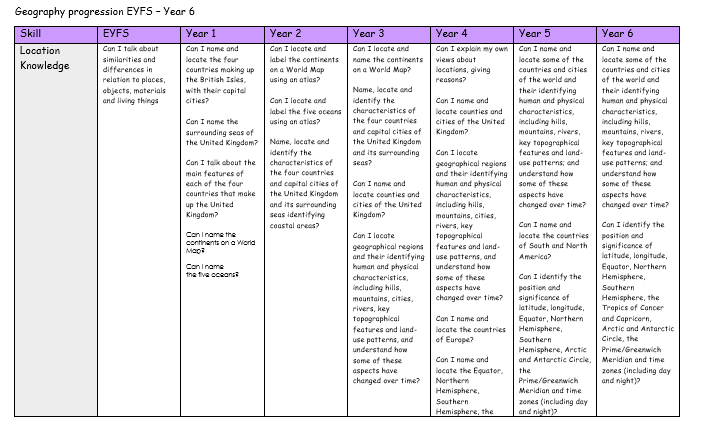 Geography progression EYFS – Year 6
Skill
EYFS
Year 1
Year 2
Year 3
Year 4
Year 5
Year 6
Location
Knowledge
Can I talk about
similarities and
differences in
relation to places,
objects, materials
and living things
Can I name and
locate the four
countries making up
the British Isles,
with their capital
cities?
Can I name the
surrounding seas of
the United Kingdom?
Can I talk about the
main features of
each of the four
countries that make
up the United
Kingdom?
Can I name the
continents on a World
Map?
Can I name
the five oceans?
Can I locate and
label the continents
on a World Map
using an atlas?
Can I locate and
label the five oceans
using an atlas?
Name, locate and
identify the
characteristics of
the four countries
and capital cities of
the United Kingdom
and its surrounding
seas identifying
coastal areas?
Can I locate and
name the continents
on a World Map?
Name, locate and
identify the
characteristics of
the four countries
and capital cities of
the United Kingdom
and its surrounding
seas?
Can I name and
locate counties and
cities of the United
Kingdom?
Can I locate
geographical regions
and their identifying
human and physical
characteristics,
including hills,
mountains, cities,
rivers, key
topographical
features and land-
use patterns; and
understand how
some of these
aspects have
changed over time?
Can I explain my own
views about
locations, giving
reasons?
Can I name and
locate counties and
cities of the United
Kingdom?
Can I locate
geographical regions
and their identifying
human and physical
characteristics,
including hills,
mountains, cities,
rivers, key
topographical
features and land-
use patterns; and
understand how
some of these
aspects have
changed over time?
Can I name and
locate the countries
of Europe?
Can I name and
locate the Equator,
Northern
Hemisphere,
Southern
Hemisphere, the
Can I name and
locate some of the
countries and cities
of the world and
their identifying
human and physical
characteristics,
including hills,
mountains, rivers,
key topographical
features and land-
use patterns; and
understand how
some of these
aspects have
changed over time?
Can I name and
locate the countries
of South and North
America?
Can I identify the
position and
significance of
latitude, longitude,
Equator, Northern
Hemisphere,
Southern
Hemisphere, Arctic
and Antarctic Circle,
the
Prime/Greenwich
Meridian and time
zones (including day
and night)?
Can I name and
locate some of the
countries and cities
of the world and
their identifying
human and physical
characteristics,
including hills,
mountains, rivers,
key topographical
features and land-
use patterns; and
understand how
some of these
aspects have
changed over time?
Can I identify the
position and
significance of
latitude, longitude,
Equator, Northern
Hemisphere,
Southern
Hemisphere, the
Tropics of Cancer
and Capricorn,
Arctic and Antarctic
Circle, the
Prime/Greenwich
Meridian and time
zones (including day
and night)?